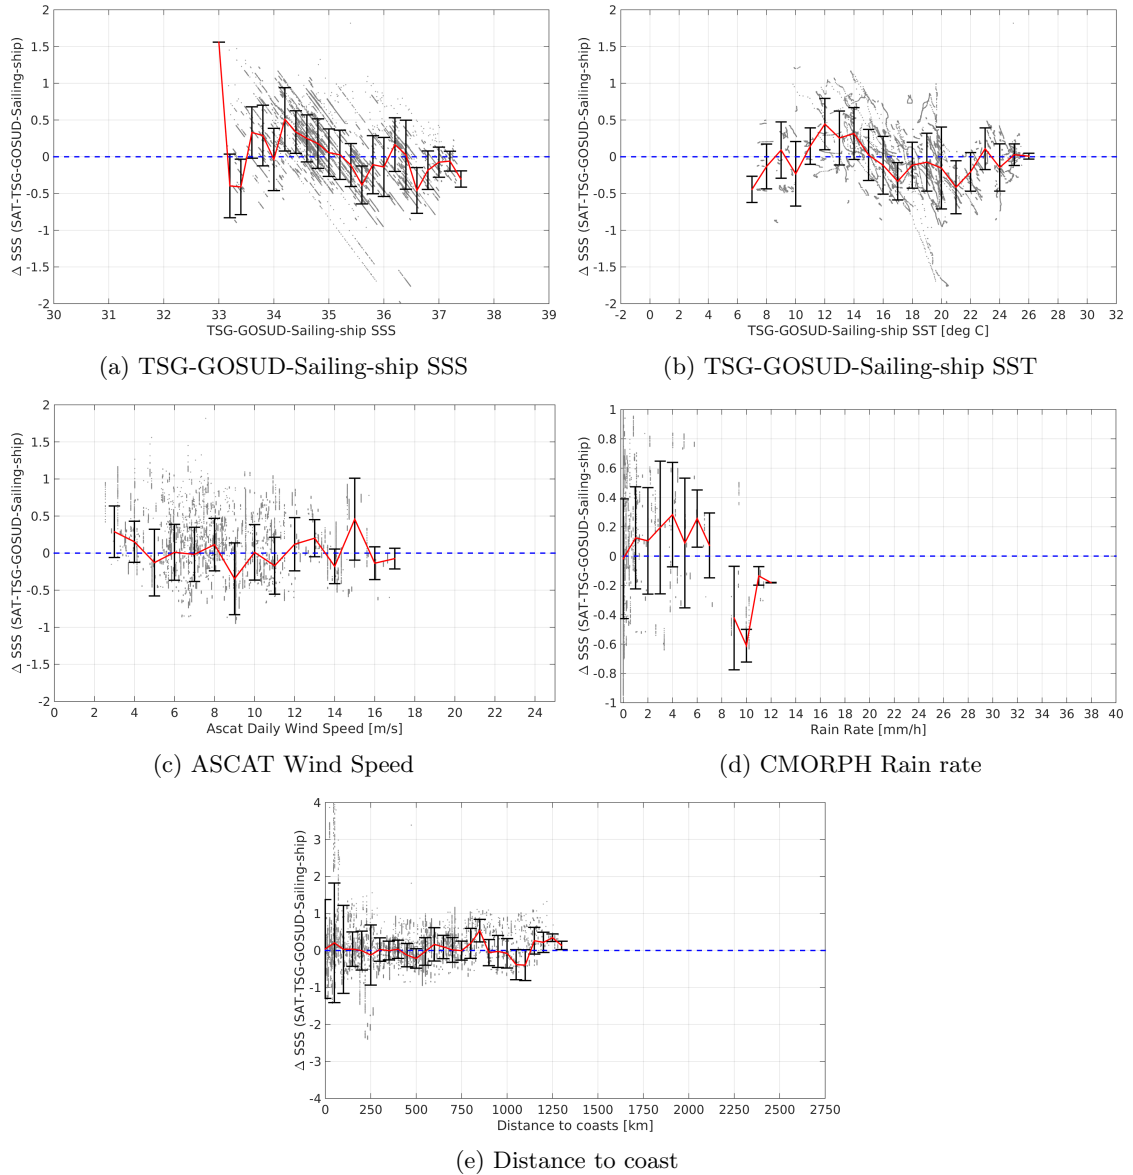 2
1.5
1
0.5
0
-0.5
-1
-1.5
-2
Δ SSS (SAT-TSG-GOSUD-Sailing-ship)
30 31 32 33 34 35 36 37 38 39
TSG-GOSUD-Sailing-ship SSS
(a) TSG-GOSUD-Sailing-ship SSS
2
1.5
1
0.5
0
-0.5
-1
-1.5
-2
Δ SSS (SAT-TSG-GOSUD-Sailing-ship)
-2 0 2 4 6 8 10 12 14 16 18 20 22 24 26 28 30 32
TSG-GOSUD-Sailing-ship SST [deg C]
(b) TSG-GOSUD-Sailing-ship SST
2
1.5
1
0.5
0
-0.5
-1
-1.5
-2
Δ SSS (SAT-TSG-GOSUD-Sailing-ship)
0 2 4 6 8 10 12 14 16 18 20 22 24
Ascat Daily Wind Speed [m/s]
(c) ASCAT Wind Speed
1
0.8
0.6
0.4
0.2
0
-0.2
-0.4
-0.6
-0.8
-1
Δ SSS (SAT-TSG-GOSUD-Sailing-ship)
0 2 4 6 8 10 12 14 16 18 20 22 24 26 28 30 32 34 36 38 40
Rain Rate [mm/h]
(d) CMORPH Rain rate
4
3
2
1
0
-1
-2
-3
-4
Δ SSS (SAT-TSG-GOSUD-Sailing-ship)
0 250 500 750 1000 1250 1500 1750 2000 2250 2500 2750
Distance to coasts [km]
(e) Distance to coast